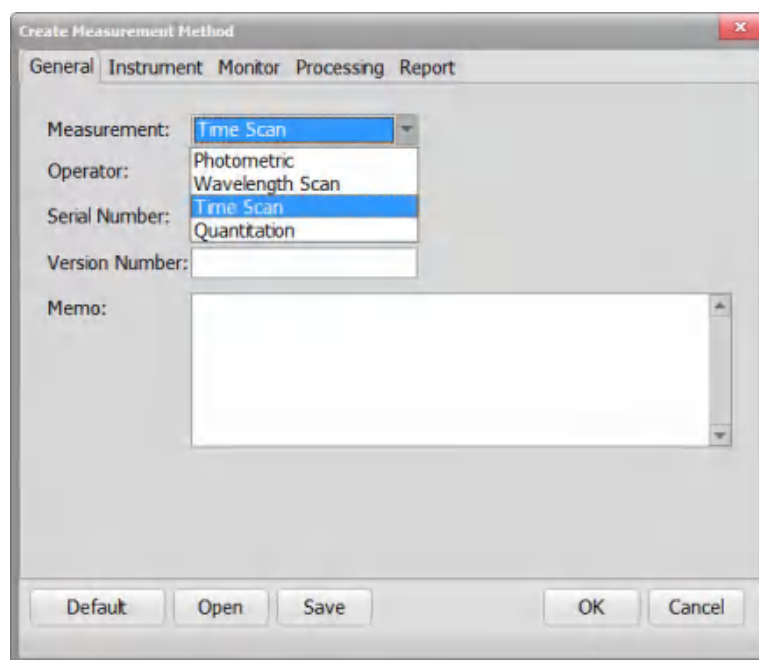 Create Measurement Method
General Instrument Monitor Processing Report
Measurement: Time Scan
Operator:
Photometric
Wavelength Scan
Time Scan
Quantitation
Serial Number:
Version Number:
Memo:
Default Open Save OK Cancel